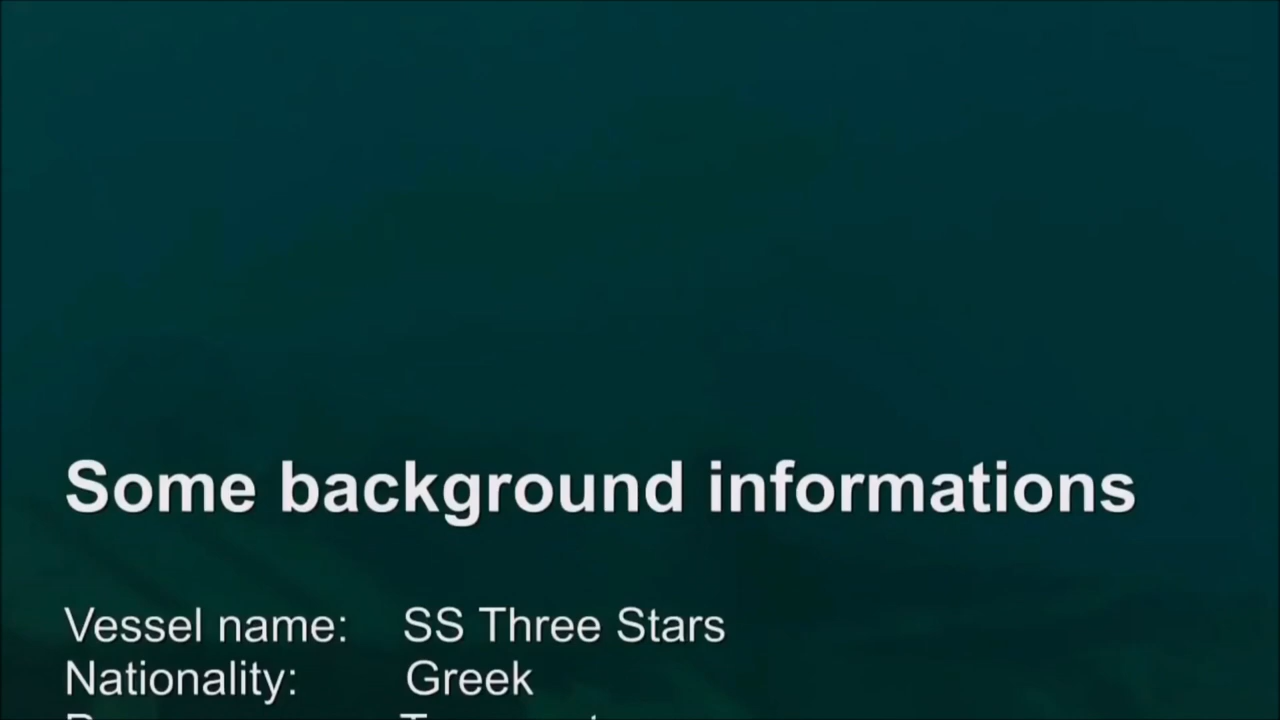 Some background informations
Vessel name: SS Three Stars
Nationality: Greek